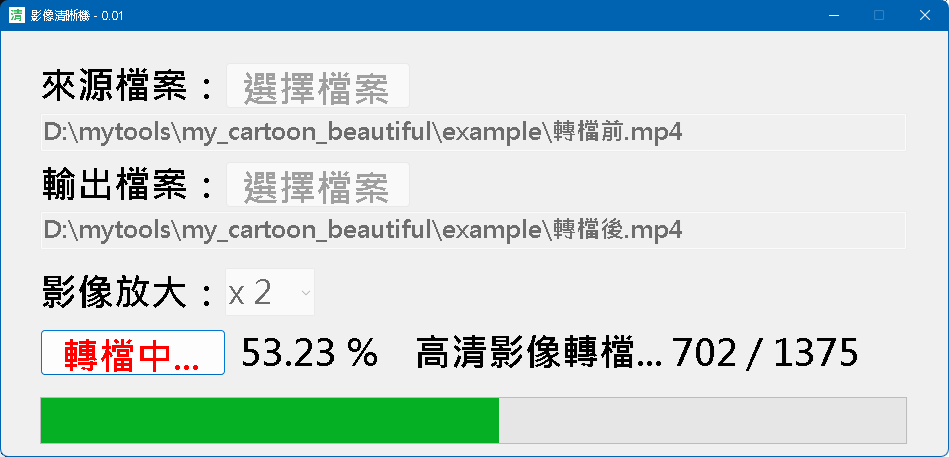 清 影像清晰機 - 0.01
來源檔案：選擇檔案
D:\mytools\my_cartoon_beautiful\example\轉檔前.mp4
輸出檔案：選擇檔案
D:\mytools\my_cartoon_beautiful\example\轉檔後.mp4
影像放大：x 2
轉檔中... 53.23 % 高清影像轉檔... 702 / 1375